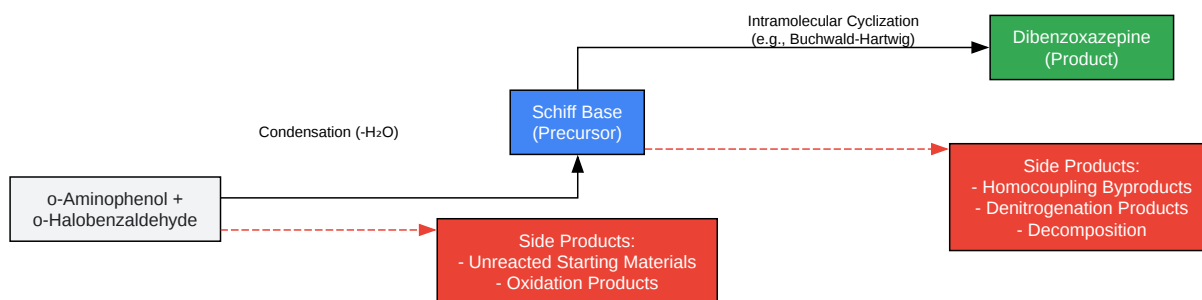 Intramolecular Cyclization
(e.g., Buchwald-Hartwig)
Dibenzoxazepine
(Product)
Schiff Base
(Precursor)
Condensation (-H₂O)
o-Aminophenol +
o-Halobenzaldehyde
Side Products:
- Homocoupling Byproducts
- Denitrogenation Products
- Decomposition
Side Products:
- Unreacted Starting Materials
- Oxidation Products